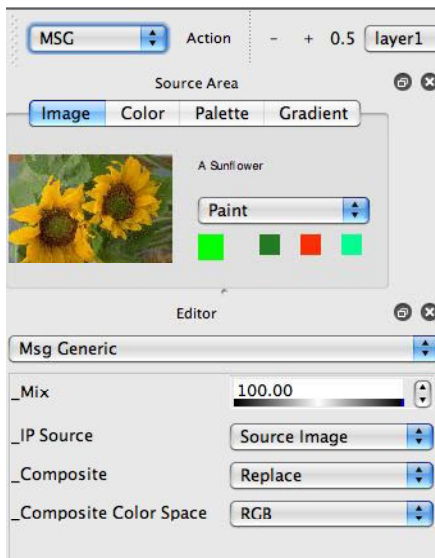 MSG Action - + 0.5 layer1
Source Area
Image Color Palette Gradient
A Sunflower
Paint
Editor
Msg Generic
_Mix 100.00
_IP Source Source Image
_Composite Replace
_Composite Color Space RGB